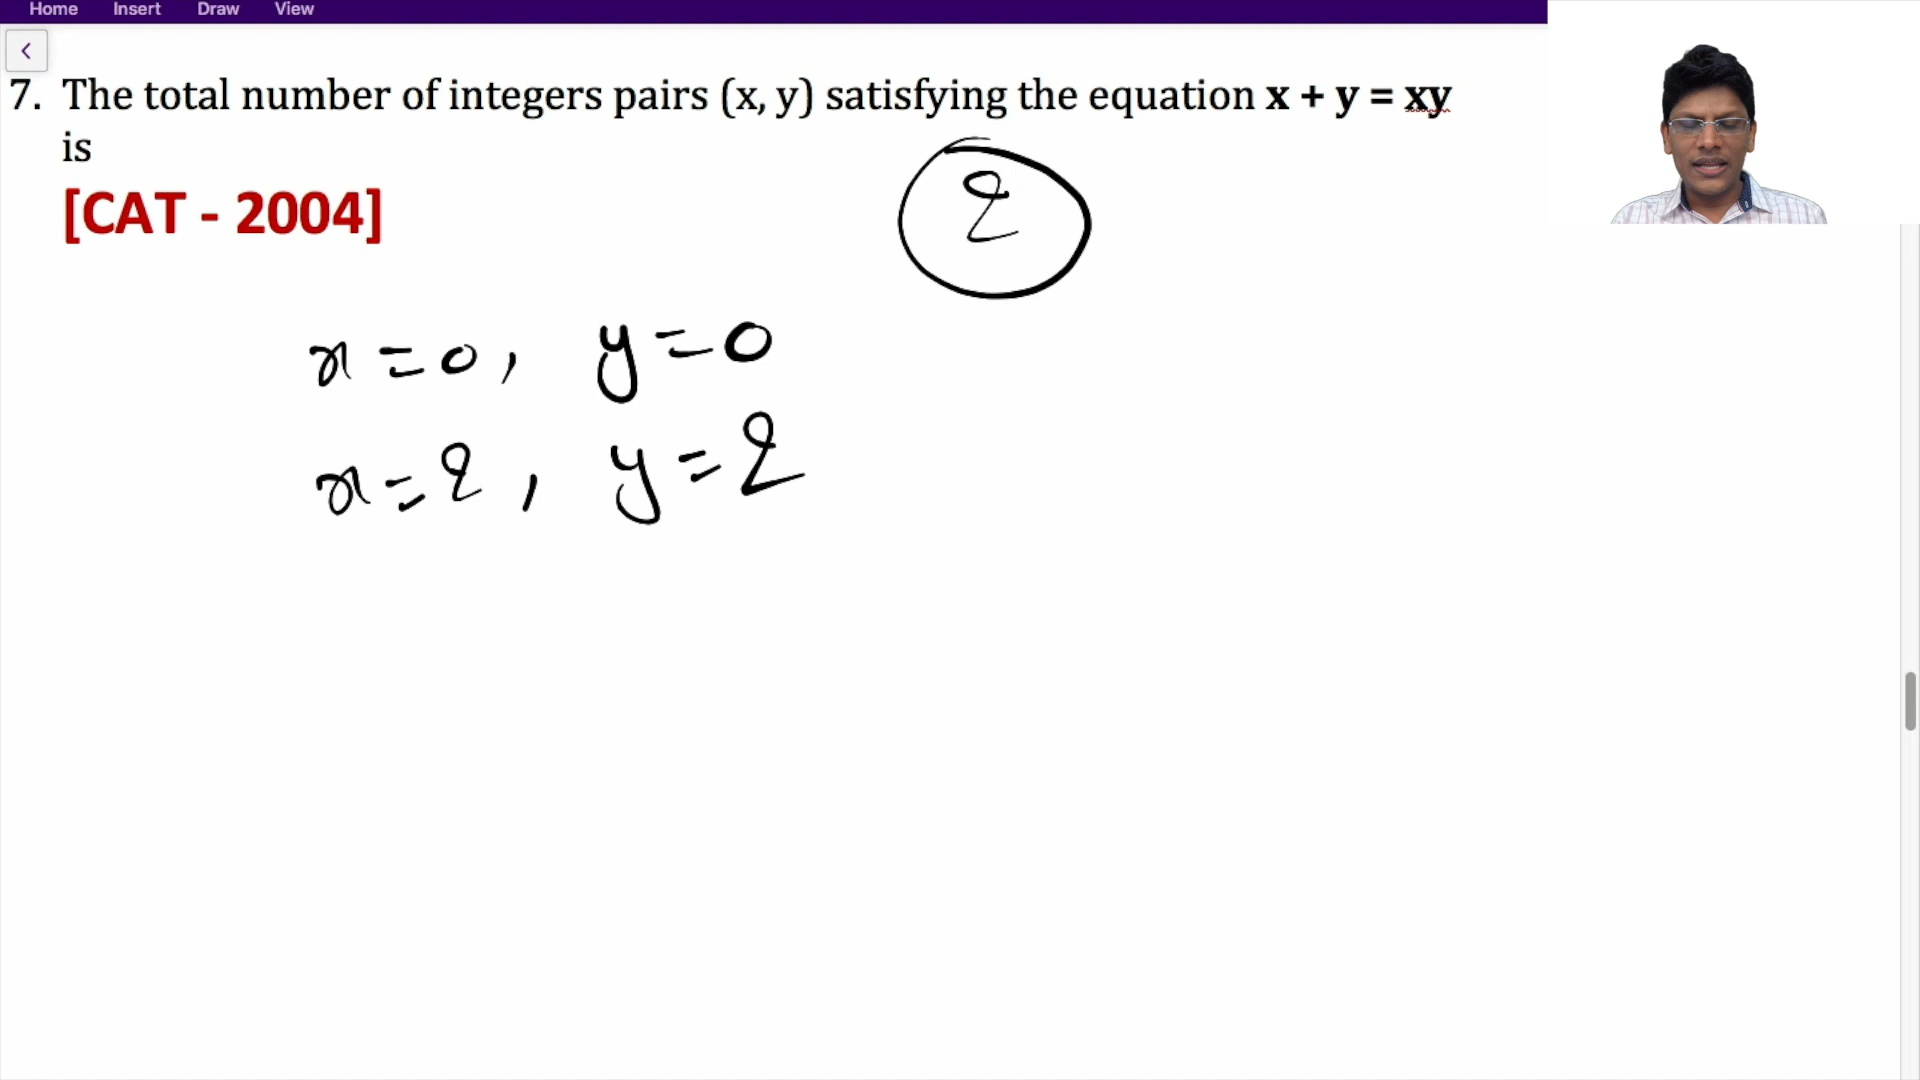 Home Insert Draw View
7. The total number of integers pairs (x, y) satisfying the equation x + y = xy
is
[CAT - 2004]
2
x = 0, y = 0
x = 2, y = 2